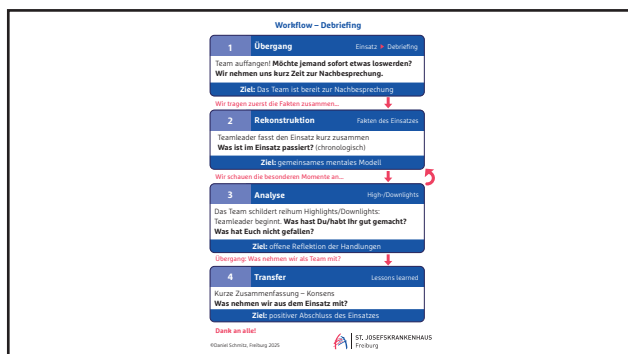 Workflow – Debriefing
1 Übergang Einsatz ► Debriefing
Team auffangen! Möchte jemand sofort etwas loswerden?
Wir nehmen uns kurz Zeit zur Nachbesprechung.
Ziel: Das Team ist bereit zur Nachbesprechung
Wir tragen zuerst die Fakten zusammen...
2 Rekonstruktion Fakten des Einsatzes
Teamleader fasst den Einsatz kurz zusammen
Was ist im Einsatz passiert? (chronologisch)
Ziel: gemeinsames mentales Modell
Wir schauen die besonderen Momente an...
3 Analyse High-/Downlights
Das Team schildert reihum Highlights/Downlights:
Teamleader beginnt. Was hast Du/habt Ihr gut gemacht?
Was hat Euch nicht gefallen?
Ziel: offene Reflektion der Handlungen
Übergang: Was nehmen wir als Team mit?
4 Transfer Lessons learned
Kurze Zusammenfassung – Konsens
Was nehmen wir aus dem Einsatz mit?
Ziel: positiver Abschluss des Einsatzes
Dank an alle!
©Daniel Schmitz, Freiburg 2025
ST. JOSEFSKRANKENHAUS
Freiburg